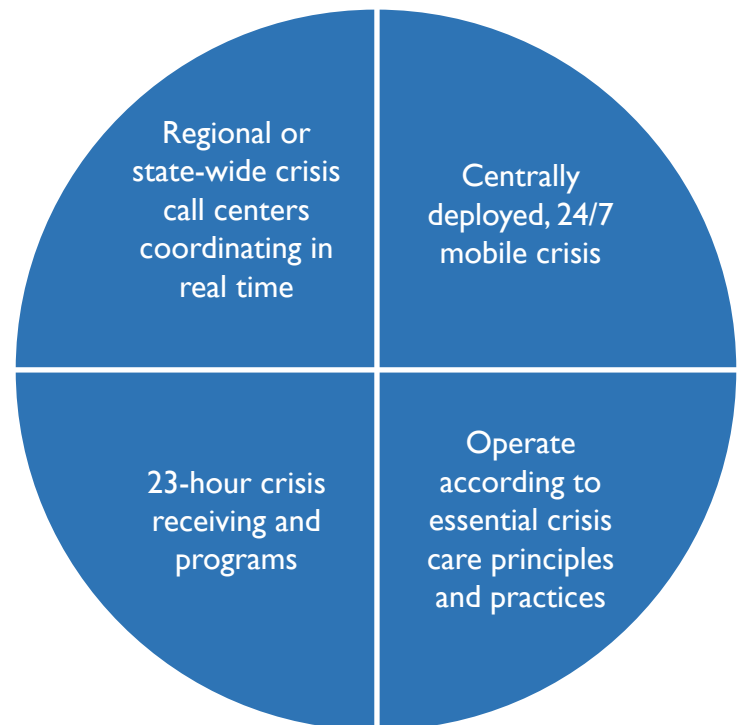 Regional or
state-wide crisis
call centers
coordinating in
real time
Centrally
deployed, 24/7
mobile crisis
23-hour crisis
receiving and
programs
Operate
according to
essential crisis
care principles
and practices